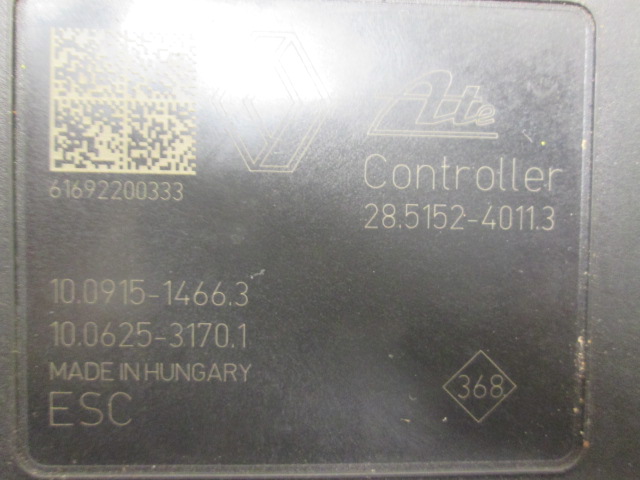 Ate
Controller
28.5152-4011.3
61692200333
10.0915-1466.3
10.0625-3170.1
MADE IN HUNGARY
ESC
368